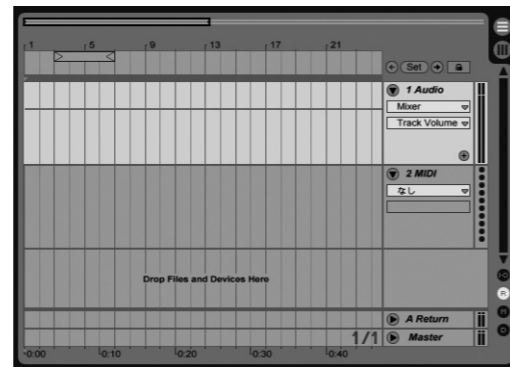 1 5 9 13 17 21
Set
1 Audio
Mixer
Track Volume
2 MIDI
なし
Drop Files and Devices Here
A Return
1/1 Master
0:00 0:10 0:20 0:30 0:40
R